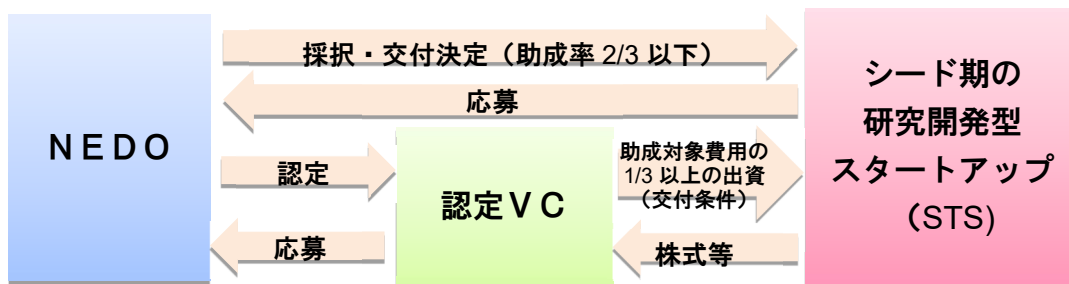 採択・交付決定（助成率 2/3 以下）
応募
ＮＥＤＯ
認定
応募
認定ＶＣ
助成対象費用の
1/3 以上の出資
（交付条件）
株式等
シード期の
研究開発型
スタートアップ
（STS)